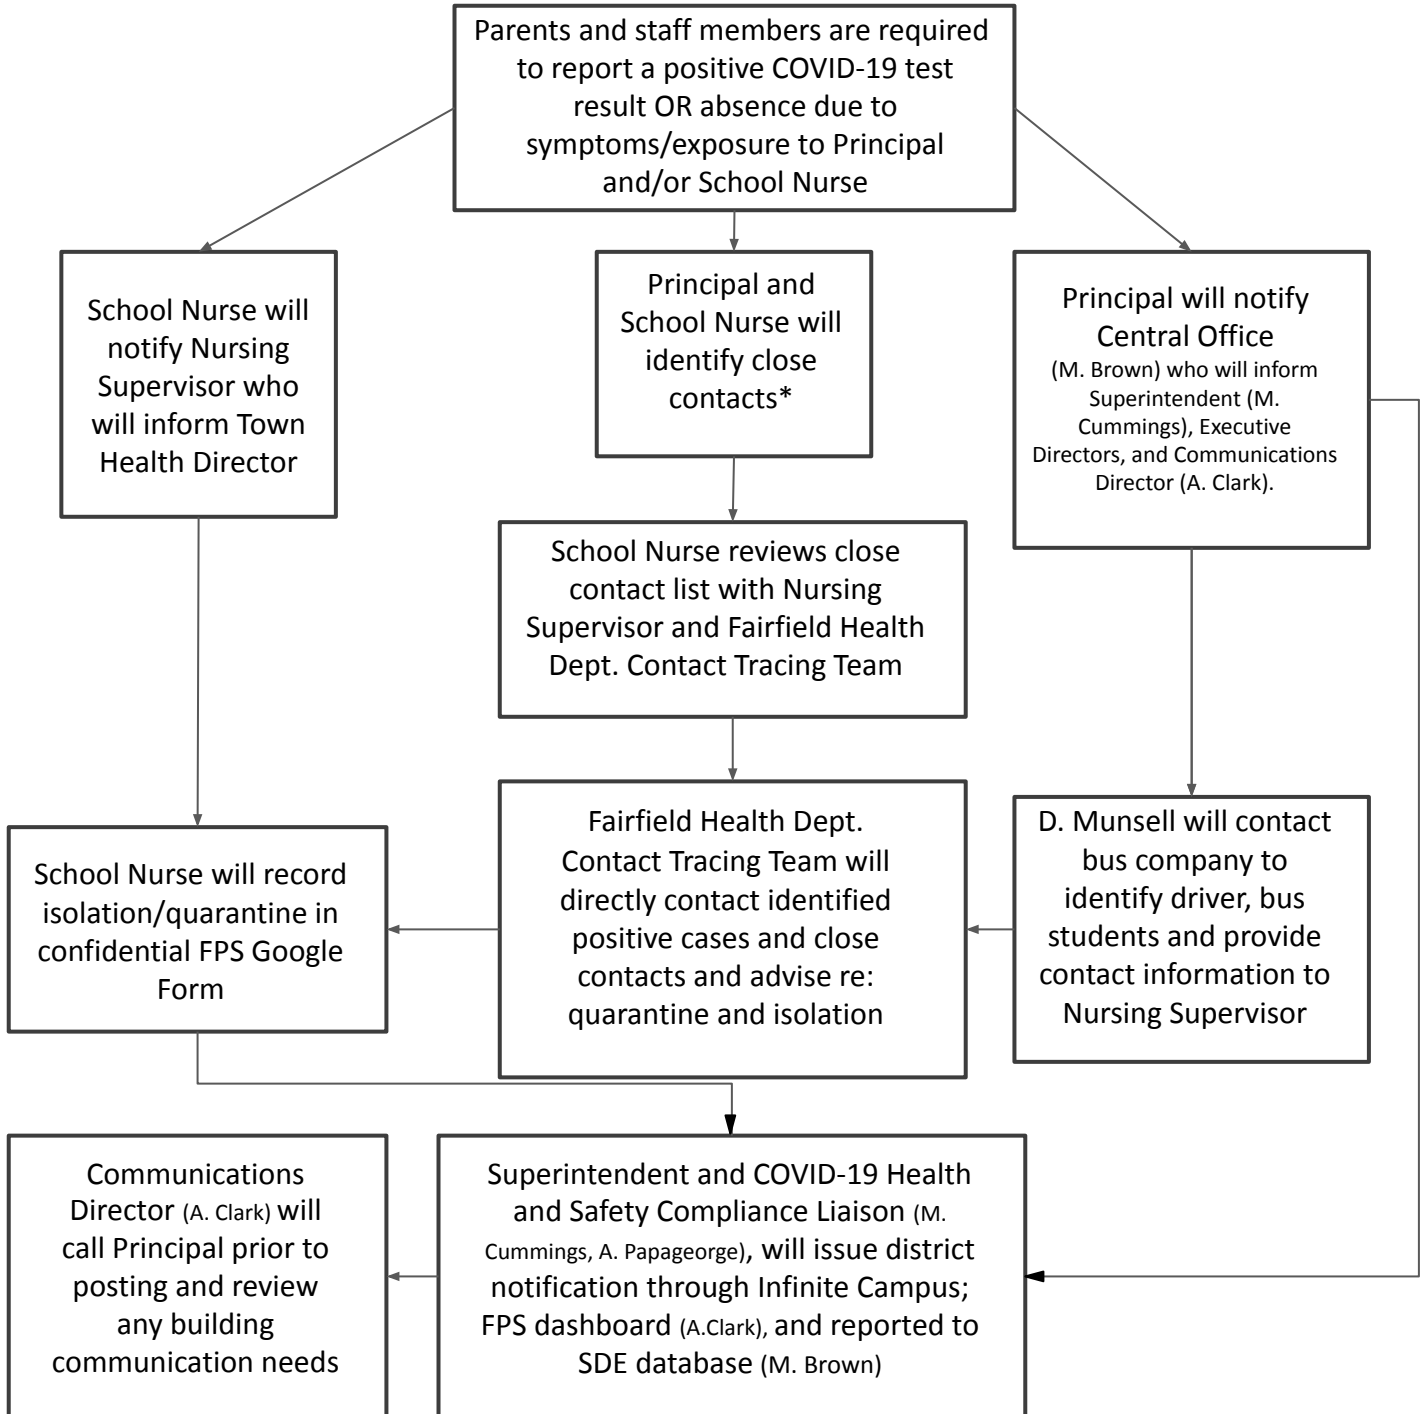 Parents and staff members are required
to report a positive COVID-19 test
result OR absence due to
symptoms/exposure to Principal
and/or School Nurse
School Nurse will
notify Nursing
Supervisor who
will inform Town
Health Director
Principal and
School Nurse will
identify close
contacts*
Principal will notify
Central Office
(M. Brown) who will inform
Superintendent (M.
Cummings), Executive
Directors, and Communications
Director (A. Clark).
School Nurse reviews close
contact list with Nursing
Supervisor and Fairfield Health
Dept. Contact Tracing Team
School Nurse will record
isolation/quarantine in
confidential FPS Google
Form
Fairfield Health Dept.
Contact Tracing Team will
directly contact identified
positive cases and close
contacts and advise re:
quarantine and isolation
D. Munsell will contact
bus company to
identify driver, bus
students and provide
contact information to
Nursing Supervisor
Communications
Director (A. Clark) will
call Principal prior to
posting and review
any building
communication needs
Superintendent and COVID-19 Health
and Safety Compliance Liaison (M.
Cummings, A. Papageorge), will issue district
notification through Infinite Campus;
FPS dashboard (A.Clark), and reported to
SDE database (M. Brown)